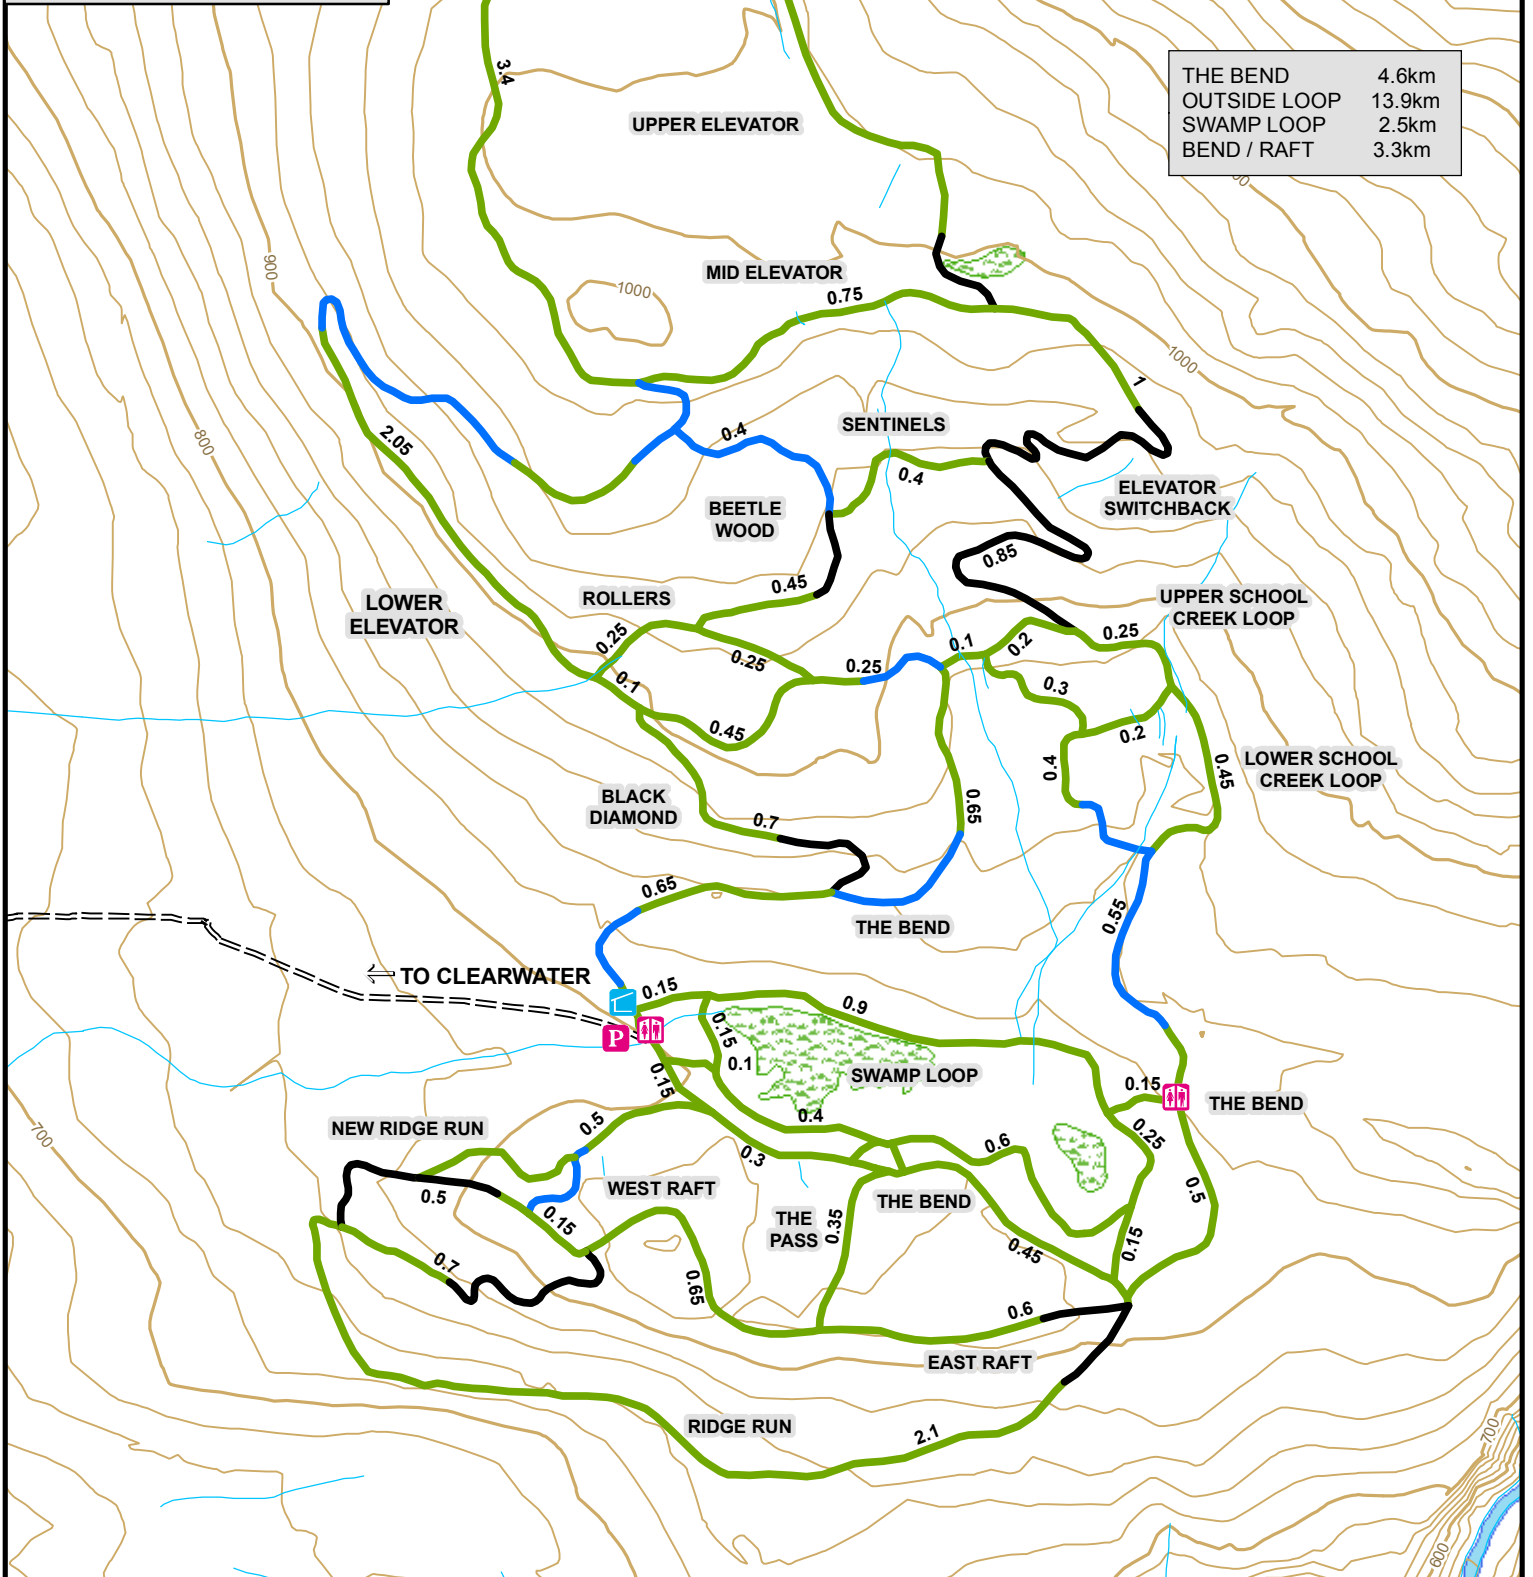 3.4
THE BEND 4.6km
OUTSIDE LOOP 13.9km
SWAMP LOOP 2.5km
BEND / RAFT 3.3km
UPPER ELEVATOR
900
MID ELEVATOR
1000
0.75
1000
1
800
2.05
0.4
SENTINELS
0.4
BEETLE
WOOD
ELEVATOR
SWITCHBACK
0.85
0.45
LOWER
ELEVATOR
ROLLERS
UPPER SCHOOL
CREEK LOOP
0.25
0.25
0.25
0.1
0.2
0.25
0.1
0.3
0.45
0.2
0.4
0.45
LOWER SCHOOL
CREEK LOOP
BLACK
DIAMOND
0.7
0.65
0.65
THE BEND
0.55
⇐ TO CLEARWATER
0.15
0.9
P
0.15
0.1
0.15
SWAMP LOOP
0.15
THE BEND
0.4
0.25
700
NEW RIDGE RUN
0.5
0.3
0.6
0.5
WEST RAFT
THE BEND
0.5
0.15
THE
PASS
0.35
0.45
0.15
0.7
0.65
0.6
EAST RAFT
RIDGE RUN
2.1
700
600